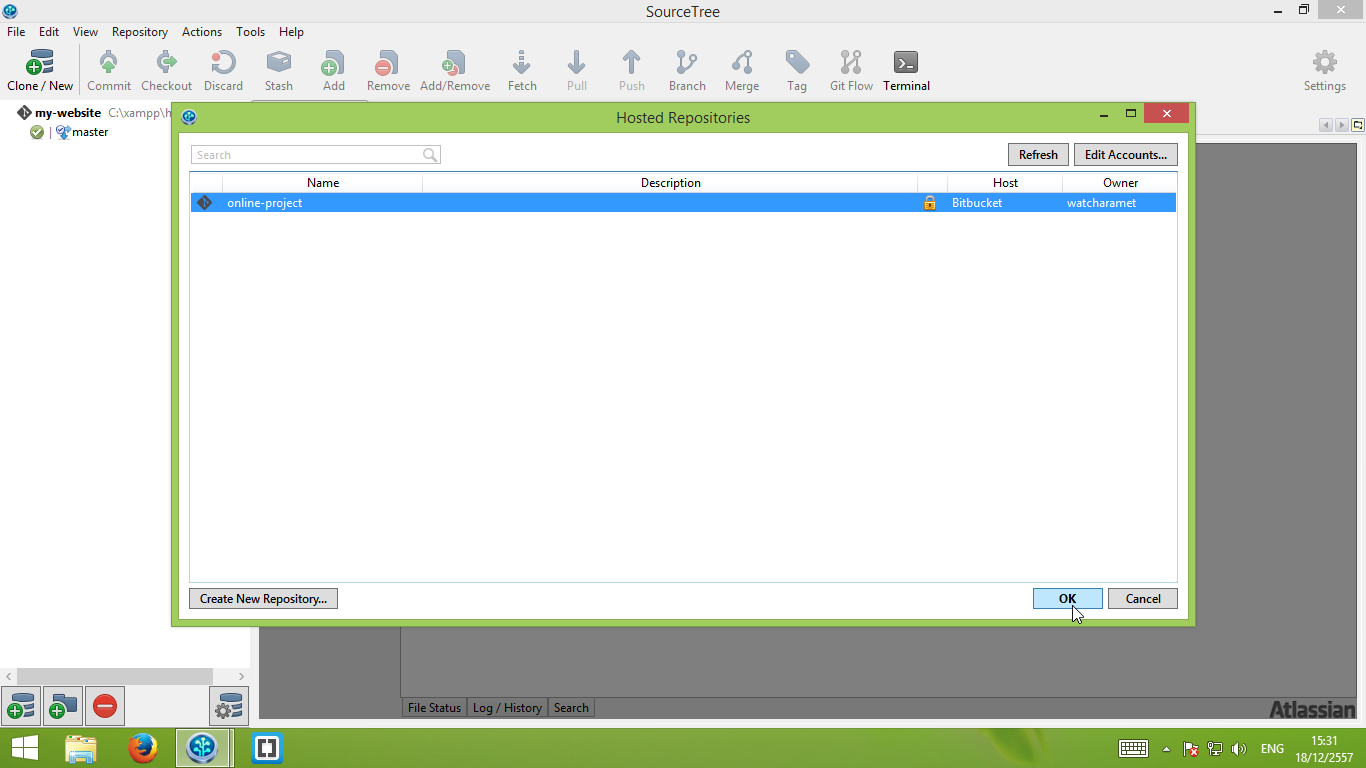 SourceTree
File Edit View Repository Actions Tools Help
Clone / New Commit Checkout Discard Stash Add Remove Add/Remove Fetch Pull Push Branch Merge Tag Git Flow Terminal Settings
my-website C:\xampp\h
master
Hosted Repositories
Search
Refresh Edit Accounts...
Name Description Host Owner
online-project Bitbucket watcharamet
Create New Repository... OK Cancel
File Status Log / History Search
Atlassian
ENG
15:31
18/12/2557